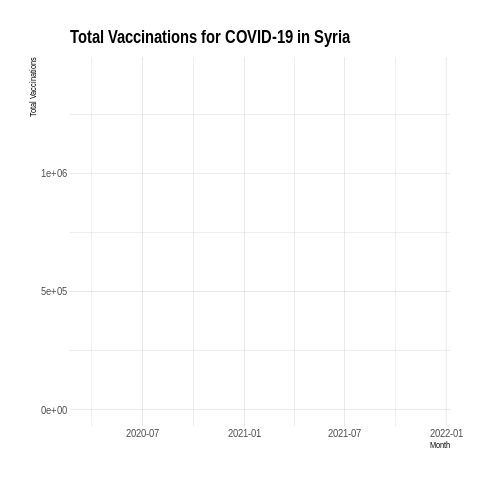 Total Vaccinations for COVID-19 in Syria
Total Vaccinations
1e+06
5e+05
0e+00
2020-07 2021-01 2021-07 2022-01
Month